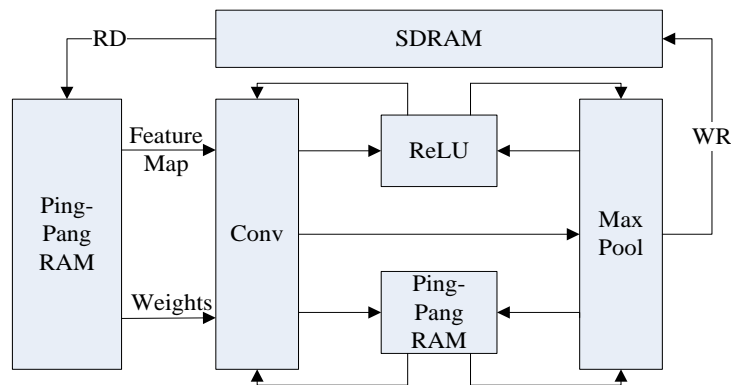 SDRAM
RD
Feature
Map
ReLU
WR
Ping-
Pang
RAM
Conv
Max
Pool
Weights
Ping-
Pang
RAM